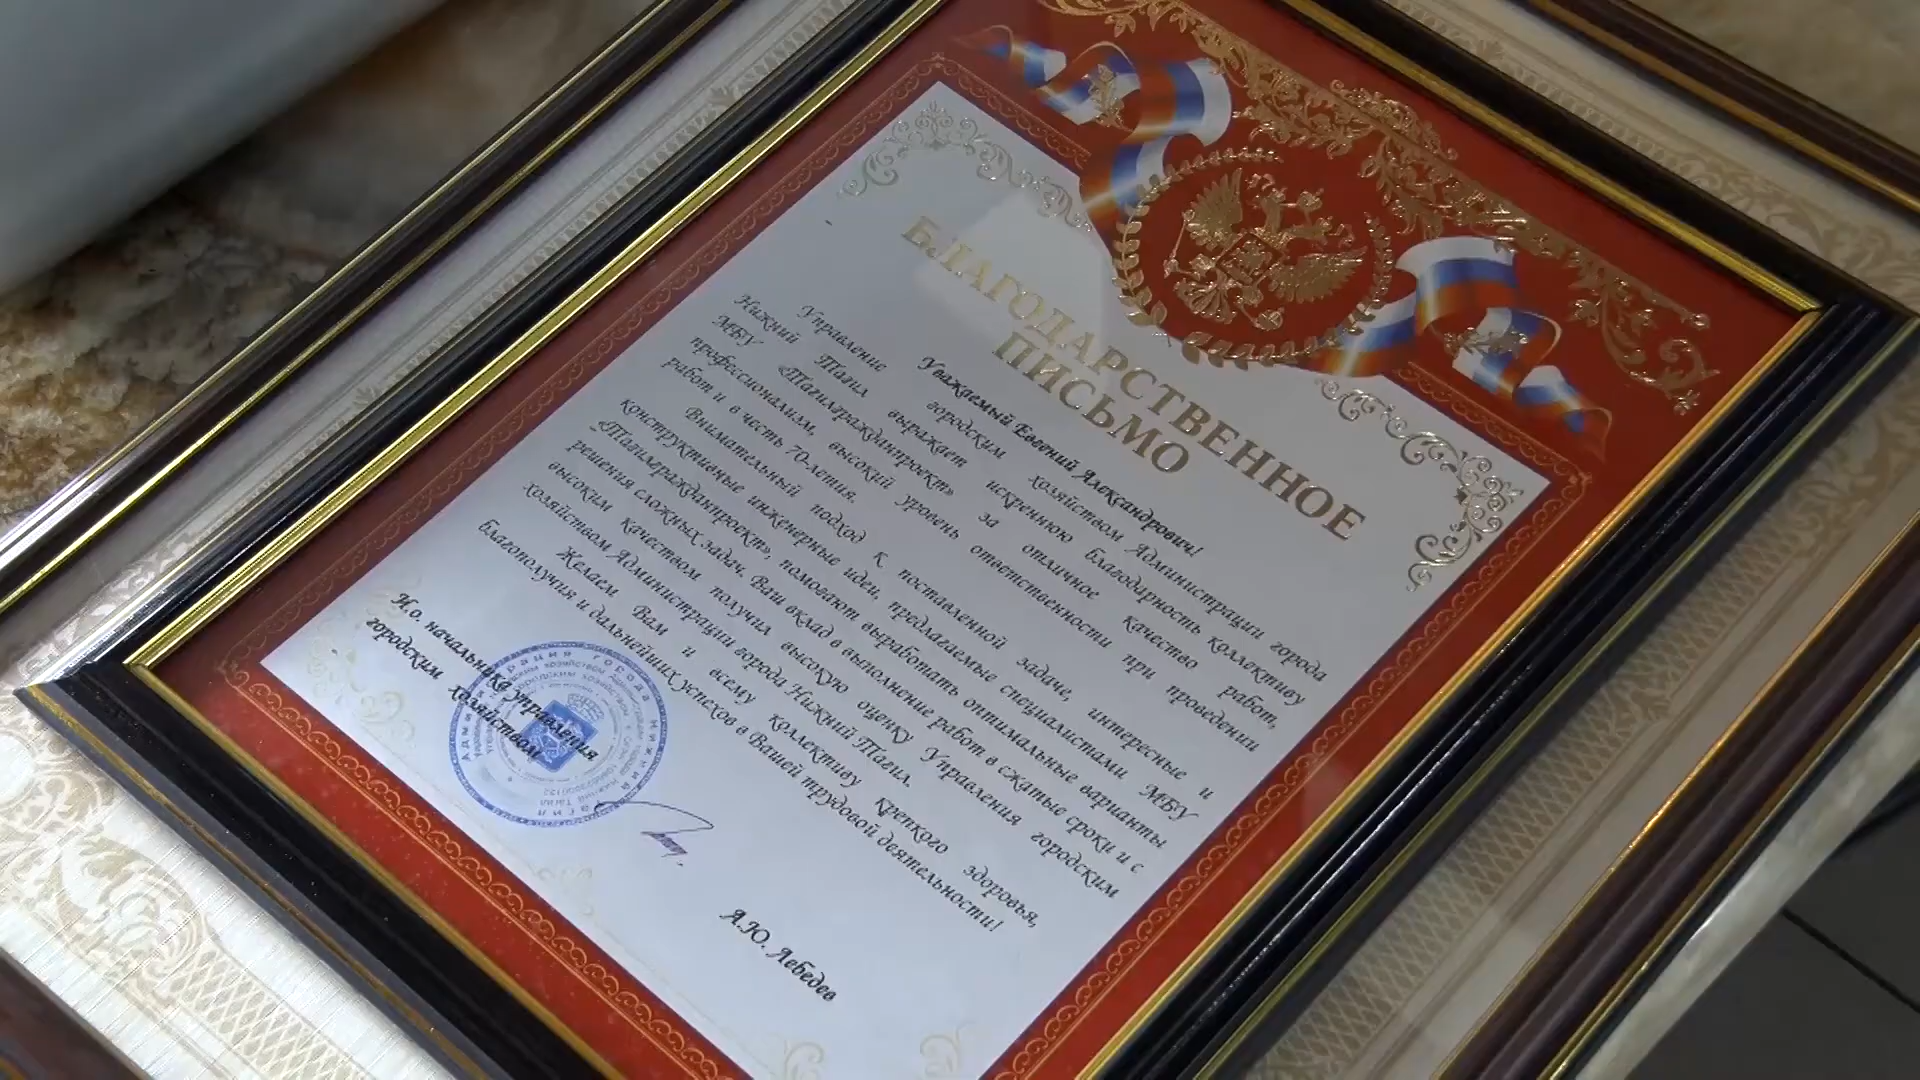 БЛАГОДАРСТВЕННОЕ
ПИСЬМО
Уважаемый Евгений Александрович!
Управление городским хозяйством Администрации города
Нижний Тагил выражает искреннюю благодарность коллективу
МБУ «Тагилгражданпроект» за отличное качество работ,
профессионализм, высокий уровень ответственности при проведении
работ и в честь 70-летия.
Внимательный подход к поставленной задаче, интересные и
конструктивные инженерные идеи, предлагаемые специалистами МБУ
«Тагилгражданпроект», помогают выработать оптимальные варианты
решения сложных задач. Ваш вклад в выполнение работ в сжатые сроки и с
высоким качеством получил высокую оценку Управления городским
хозяйством Администрации города Нижний Тагил.
Желаем Вам и всему коллективу крепкого здоровья,
благополучия и дальнейших успехов в Вашей трудовой деятельности!
И.о. начальника управления
городским хозяйством
А.Ю. Лебедев